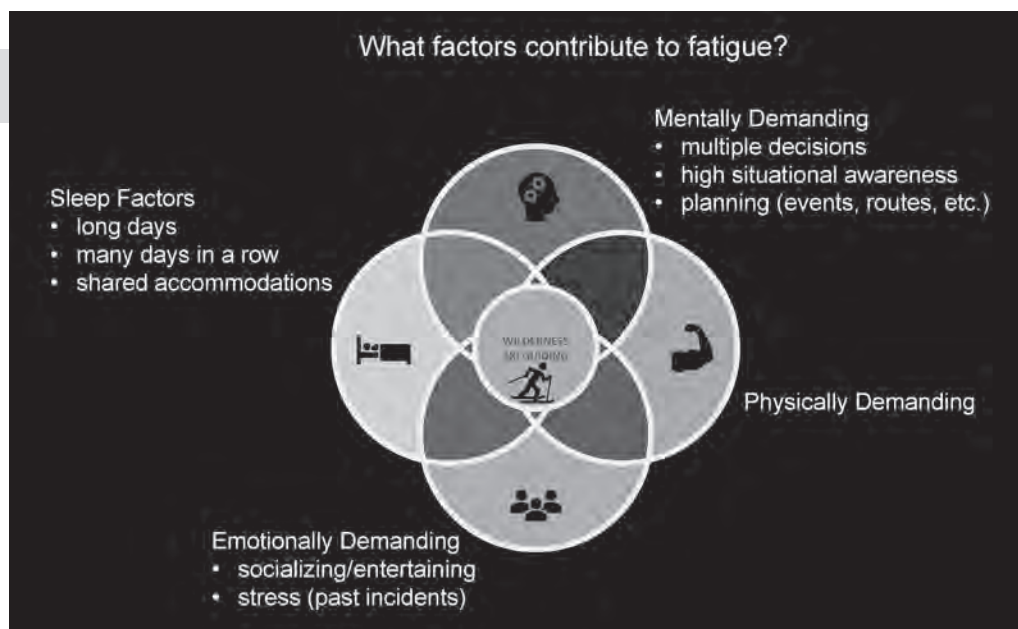 What factors contribute to fatigue?
Mentally Demanding
• multiple decisions
• high situational awareness
• planning (events, routes, etc.)
Sleep Factors
• long days
• many days in a row
• shared accommodations
WILDERNESS
SKI GUIDING
Physically Demanding
Emotionally Demanding
• socializing/entertaining
• stress (past incidents)